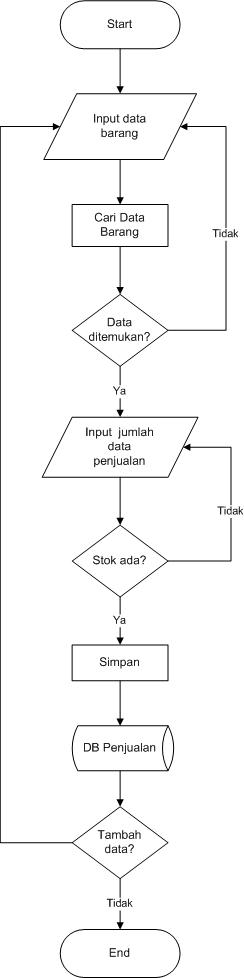 Start
Input data
barang
Cari Data
Barang
Tidak
Data
ditemukan?
Ya
Input jumlah
data
penjualan
Tidak
Stok ada?
Ya
Simpan
DB Penjualan
Tambah
data?
Tidak
End